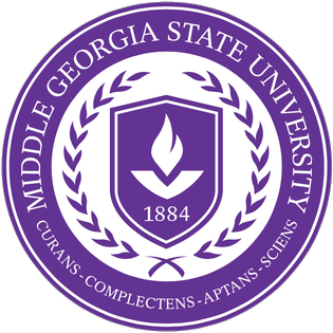 MIDDLE GEORGIA STATE UNIVERSITY
1884
CURANS-COMPLECTENS-APTANS-SCIENS